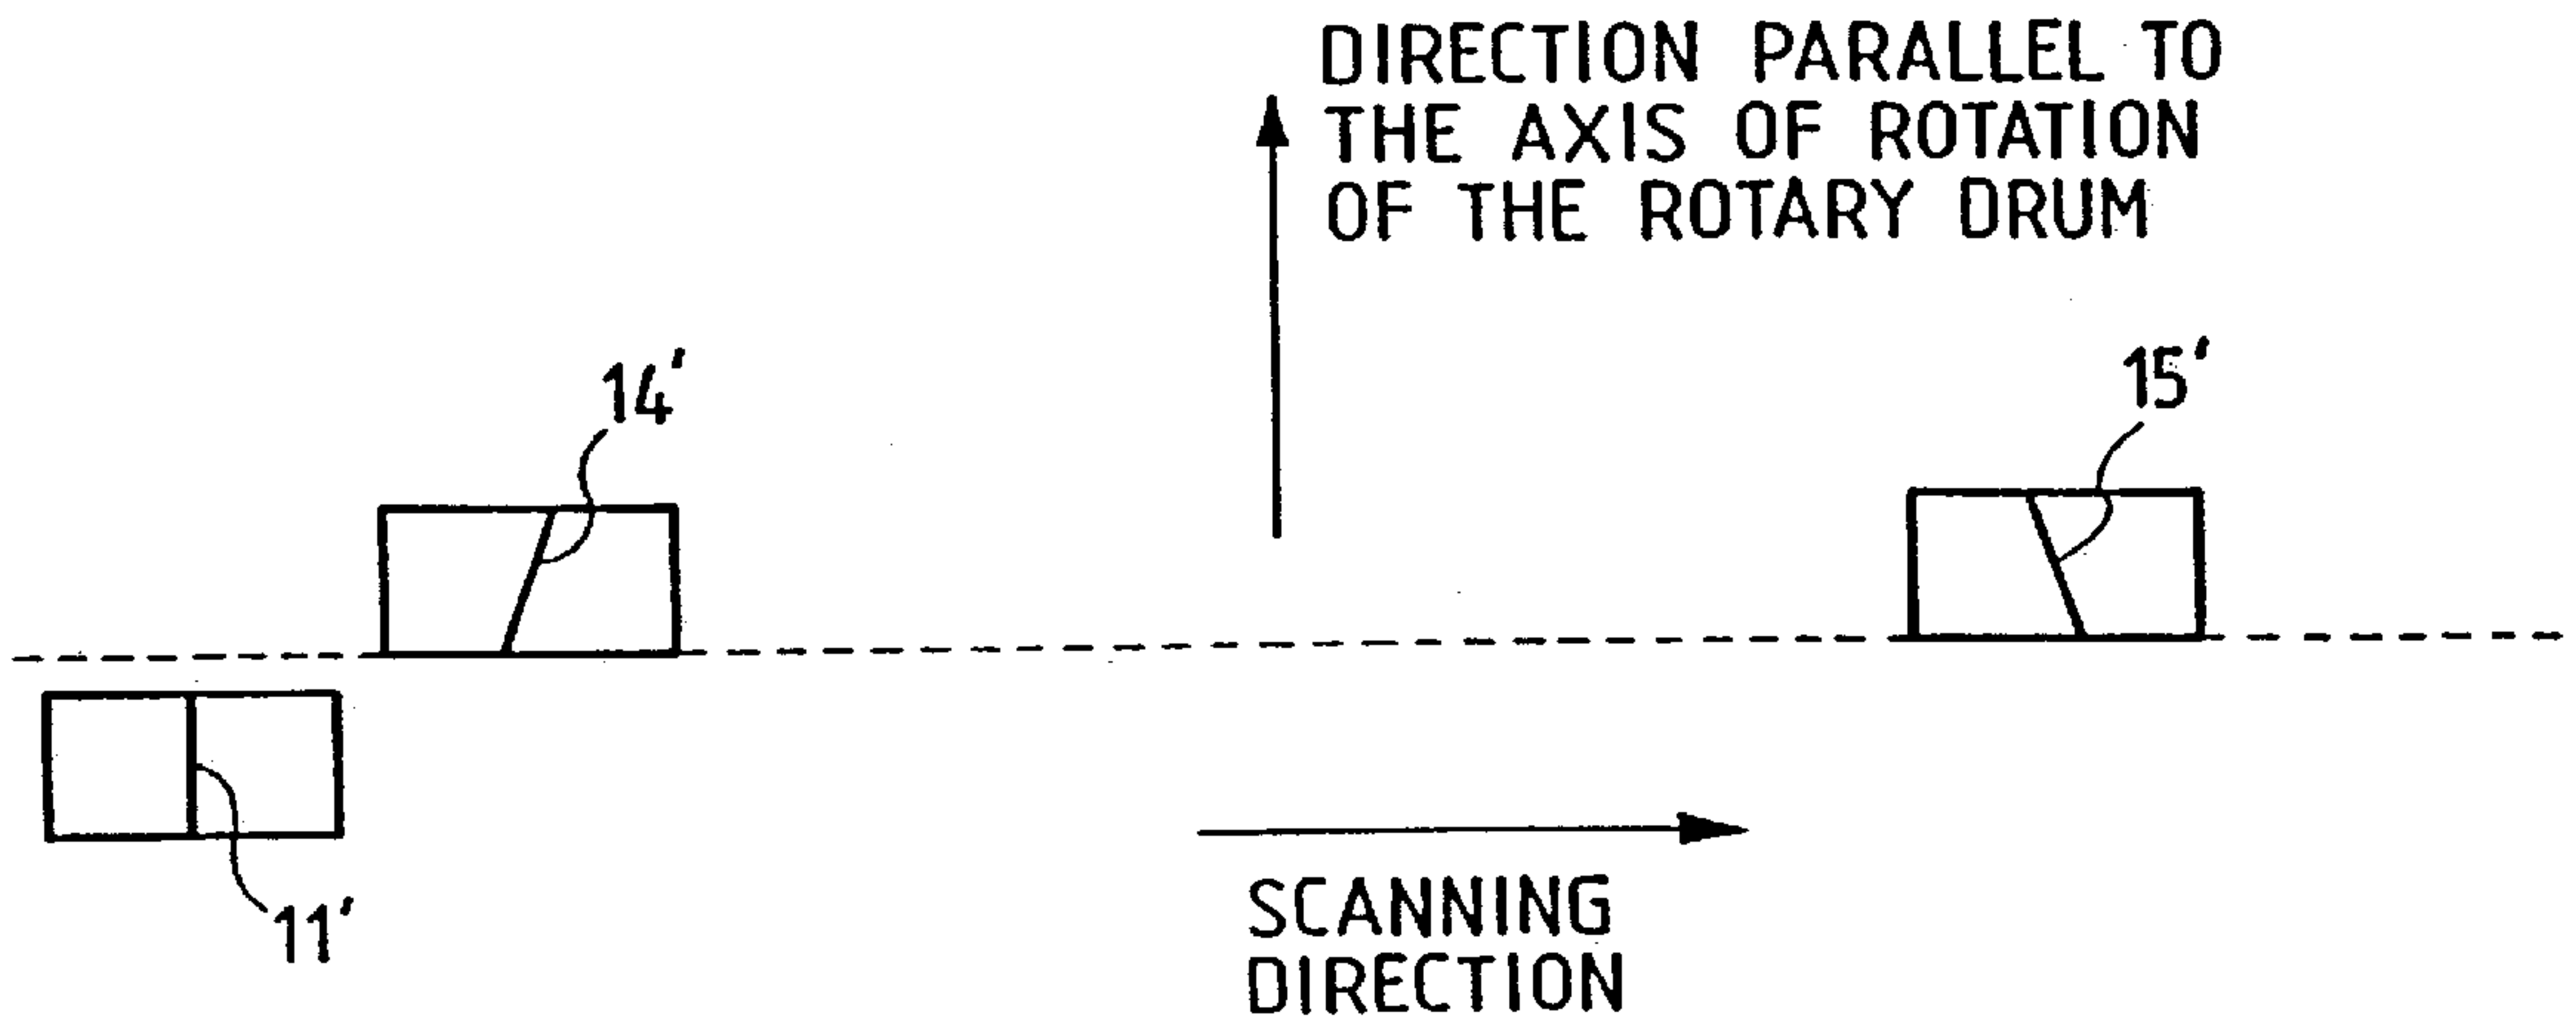 DIRECTION PARALLEL TO
THE AXIS OF ROTATION
OF THE ROTARY DRUM
14'
15'
11'
SCANNING
DIRECTION